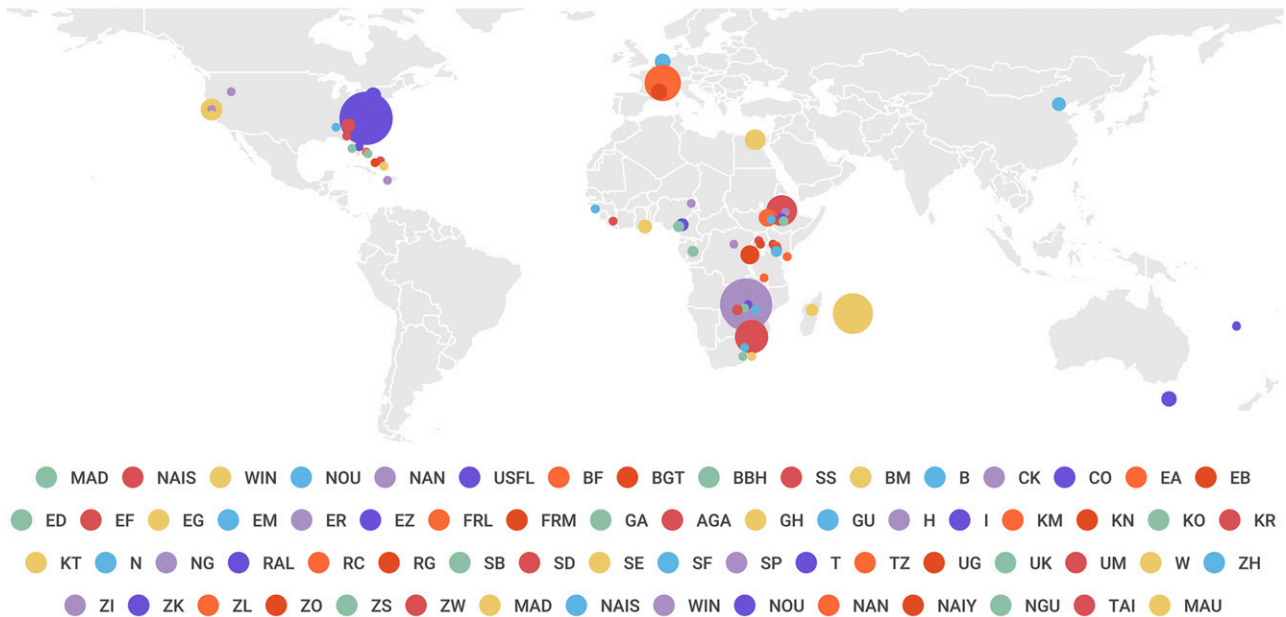 MAD NAIS WIN NOU NAN USFL BF BGT BBH SS BM B CK CO EA EB
ED EF EG EM ER EZ FRL FRM GA AGA GH GU H I KM KN KO KR
KT N NG RAL RC RG SB SD SE SF SP T TZ UG UK UM W ZH
ZI ZK ZL ZO ZS ZW MAD NAIS WIN NOU NAN NAIY NGU TAI MAU